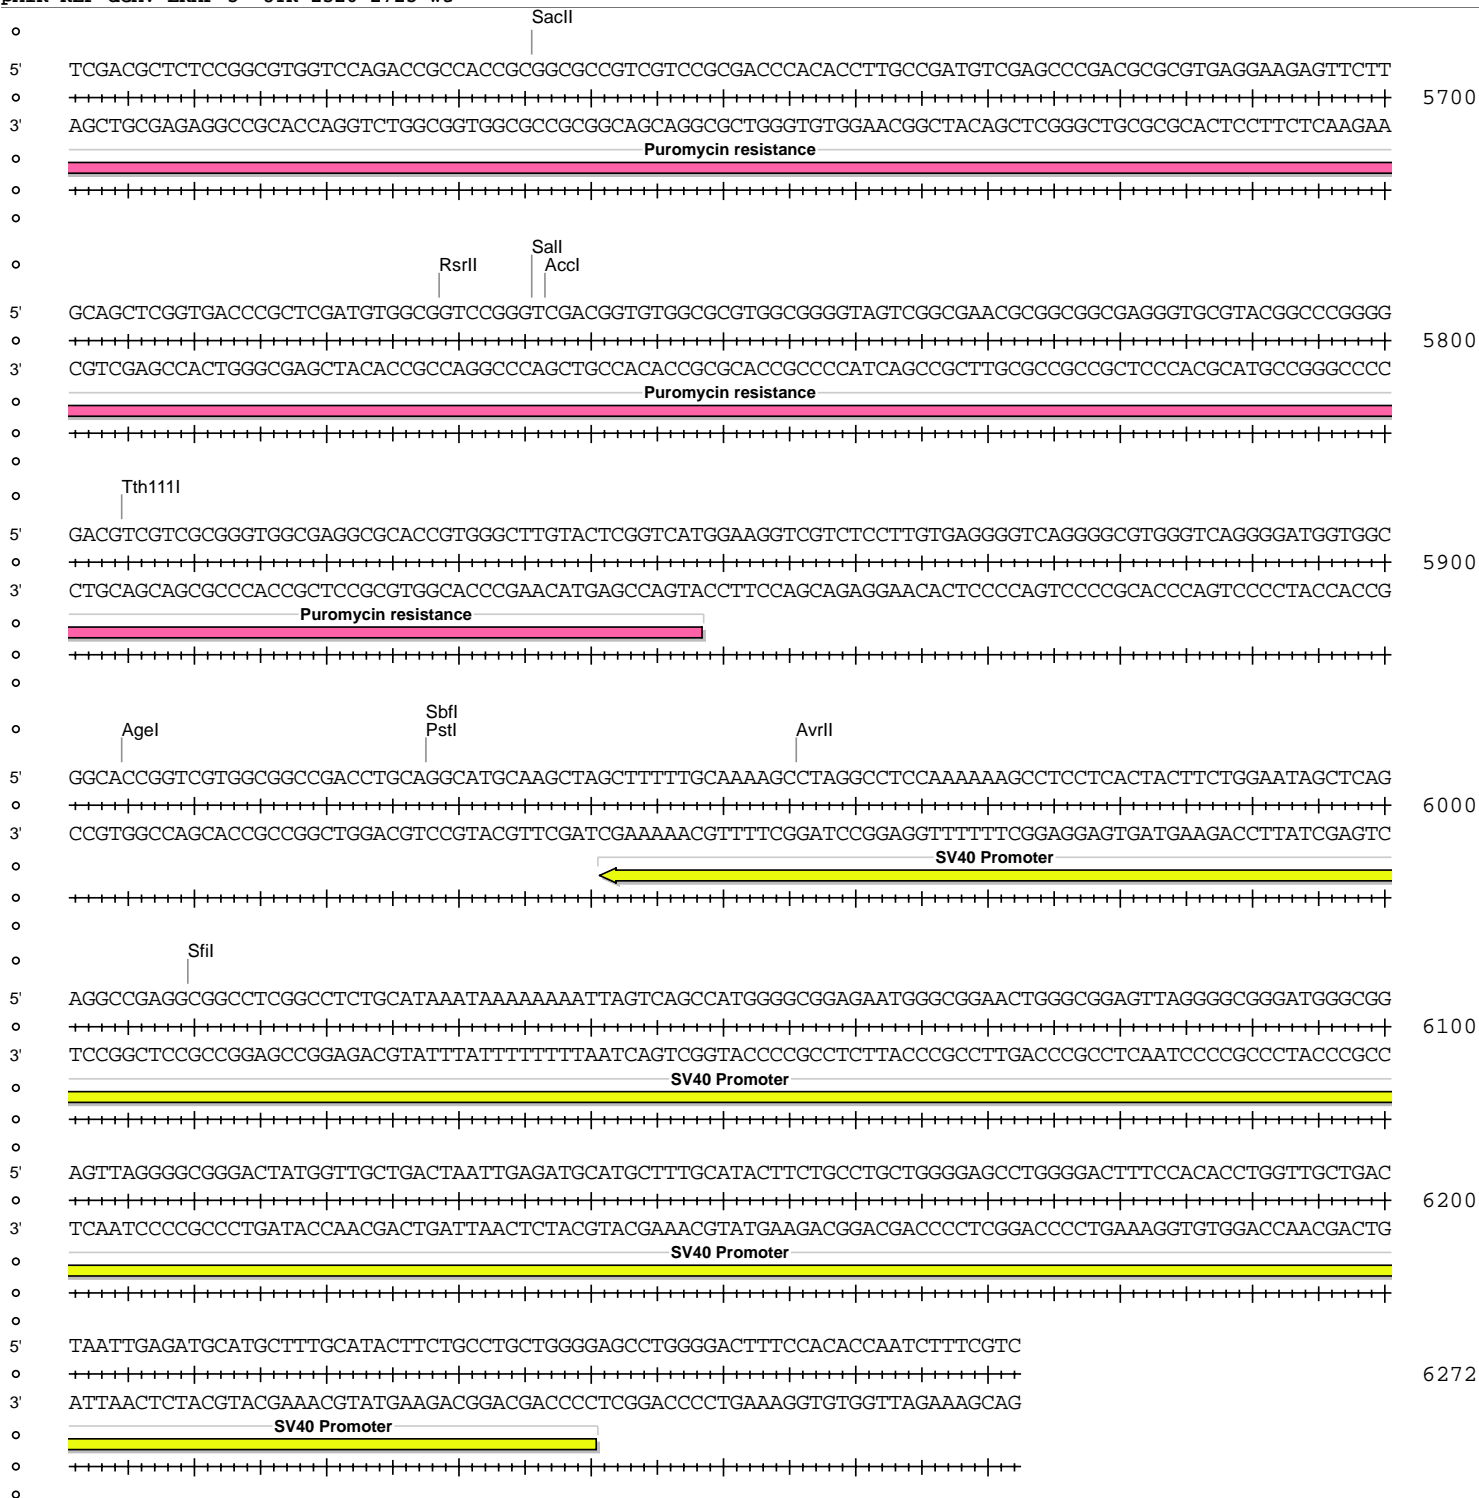 SacII
5' TCGACGCTCTCCGGCGTGGTCCAGACCGCCACCGCGGCGCCGTCGTCCGCGACCCACACCTTGCCGATGTCGAGCCCGACGCGCGTGAGGAAGAGTTCTT
5700
3' AGCTGCGAGAGGCCGCACCAGGTCTGGCGGTGGCGCCGCGGCAGCAGGCGCTGGGTGTGGAACGGCTACAGCTCGGGCTGCGCGCACTCCTTCTCAAGAA
Puromycin resistance
SalI
RsrII AccI
5' GCAGCTCGGTGACCCGCTCGATGTGGCGGTCCGGGTCGACGGTGTGGCGCGTGGCGGGGTAGTCGGCGAACGCGGCGGCGAGGGTGCGTACGGCCCGGGG
5800
3' CGTCGAGCCACTGGGCGAGCTACACCGCCAGGCCCAGCTGCCACACCGCGCACCGCCCCATCAGCCGCTTGCGCCGCCGCTCCCACGCATGCCGGGCCCC
Puromycin resistance
Tth111I
5' GACGTCGTCGCGGGTGGCGAGGCGCACCGTGGGCTTGTACTCGGTCATGGAAGGTCGTCTCCTTGTGAGGGGTCAGGGGCGTGGGTCAGGGGATGGTGGC
5900
3' CTGCAGCAGCGCCCACCGCTCCGCGTGGCACCCGAACATGAGCCAGTACCTTCCAGCAGAGGAACACTCCCCAGTCCCCGCACCCAGTCCCCTACCACCG
Puromycin resistance
SbfI
AgeI PstI AvrII
5' GGCACCGGTCGTGGCGGCCGACCTGCAGGCATGCAAGCTAGCTTTTTGCAAAAGCCTAGGCCTCCAAAAAAGCCTCCTCACTACTTCTGGAATAGCTCAG
6000
3' CCGTGGCCAGCACCGCCGGCTGGACGTCCGTACGTTCGATCGAAAAACGTTTTCGGATCCGGAGGTTTTTTCGGAGGAGTGATGAAGACCTTATCGAGTC
SV40 Promoter
SfiI
5' AGGCCGAGGCGGCCTCGGCCTCTGCATAAATAAAAAAAATTAGTCAGCCATGGGGCGGAGAATGGGCGGAACTGGGCGGAGTTAGGGGCGGGATGGGCGG
6100
3' TCCGGCTCCGCCGGAGCCGGAGACGTATTTATTTTTTTTAATCAGTCGGTACCCCGCCTCTTACCCGCCTTGACCCGCCTCAATCCCCGCCCTACCCGCC
SV40 Promoter
5' AGTTAGGGGCGGGACTATGGTTGCTGACTAATTGAGATGCATGCTTTGCATACTTCTGCCTGCTGGGGAGCCTGGGGACTTTCCACACCTGGTTGCTGAC
6200
3' TCAATCCCCGCCCTGATACCAACGACTGATTAACTCTACGTACGAAACGTATGAAGACGGACGACCCCTCGGACCCCTGAAAGGTGTGGACCAACGACTG
SV40 Promoter
5' TAATTGAGATGCATGCTTTGCATACTTCTGCCTGCTGGGGAGCCTGGGGACTTTCCACACCAATCTTTCGTC
6272
3' ATTAACTCTACGTACGAAACGTATGAAGACGGACGACCCCTCGGACCCCTGAAAGGTGTGGTTAGAAAGCAG
SV40 Promoter